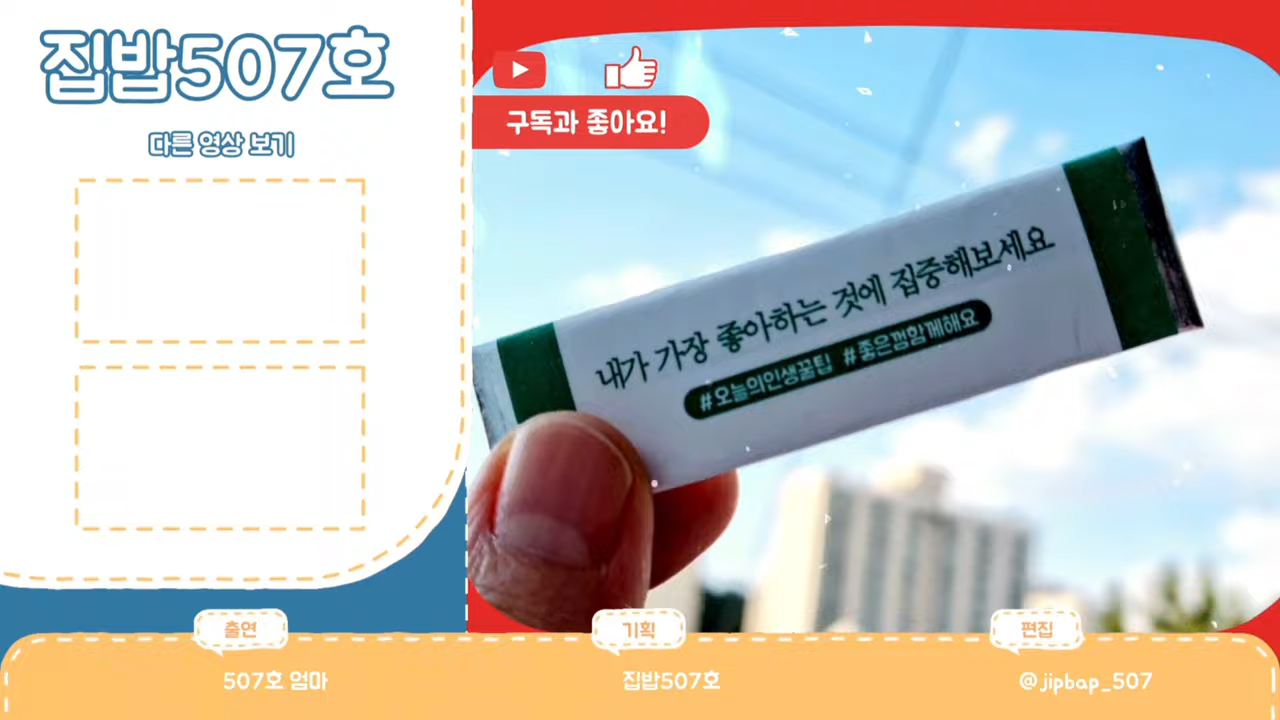 집밥507호
다른 영상 보기
구독과 좋아요!
내가 가장 좋아하는 것에 집중해보세요
#오늘의인생꿀팁 #좋은껌함께해요
출연
507호 엄마
기획
집밥507호
편집
@jipbap_507